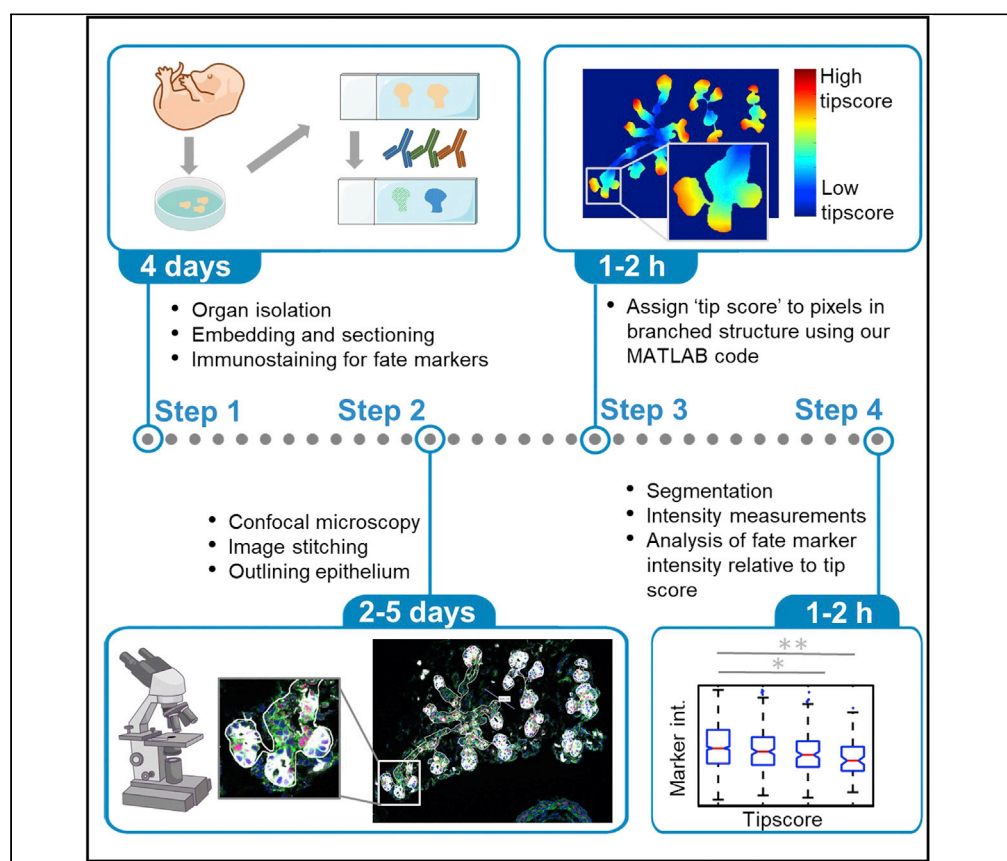 High
tipscore
Low
tipscore
4 days
• Organ isolation
• Embedding and sectioning
• Immunostaining for fate markers
1-2 h
• Assign ‘tip score’ to pixels in
branched structure using our
MATLAB code
Step 1
Step 2
Step 3
Step 4
• Confocal microscopy
• Image stitching
• Outlining epithelium
2-5 days
• Segmentation
• Intensity measurements
• Analysis of fate marker
intensity relative to tip
score
1-2 h
**
*
Marker int.
Tipscore